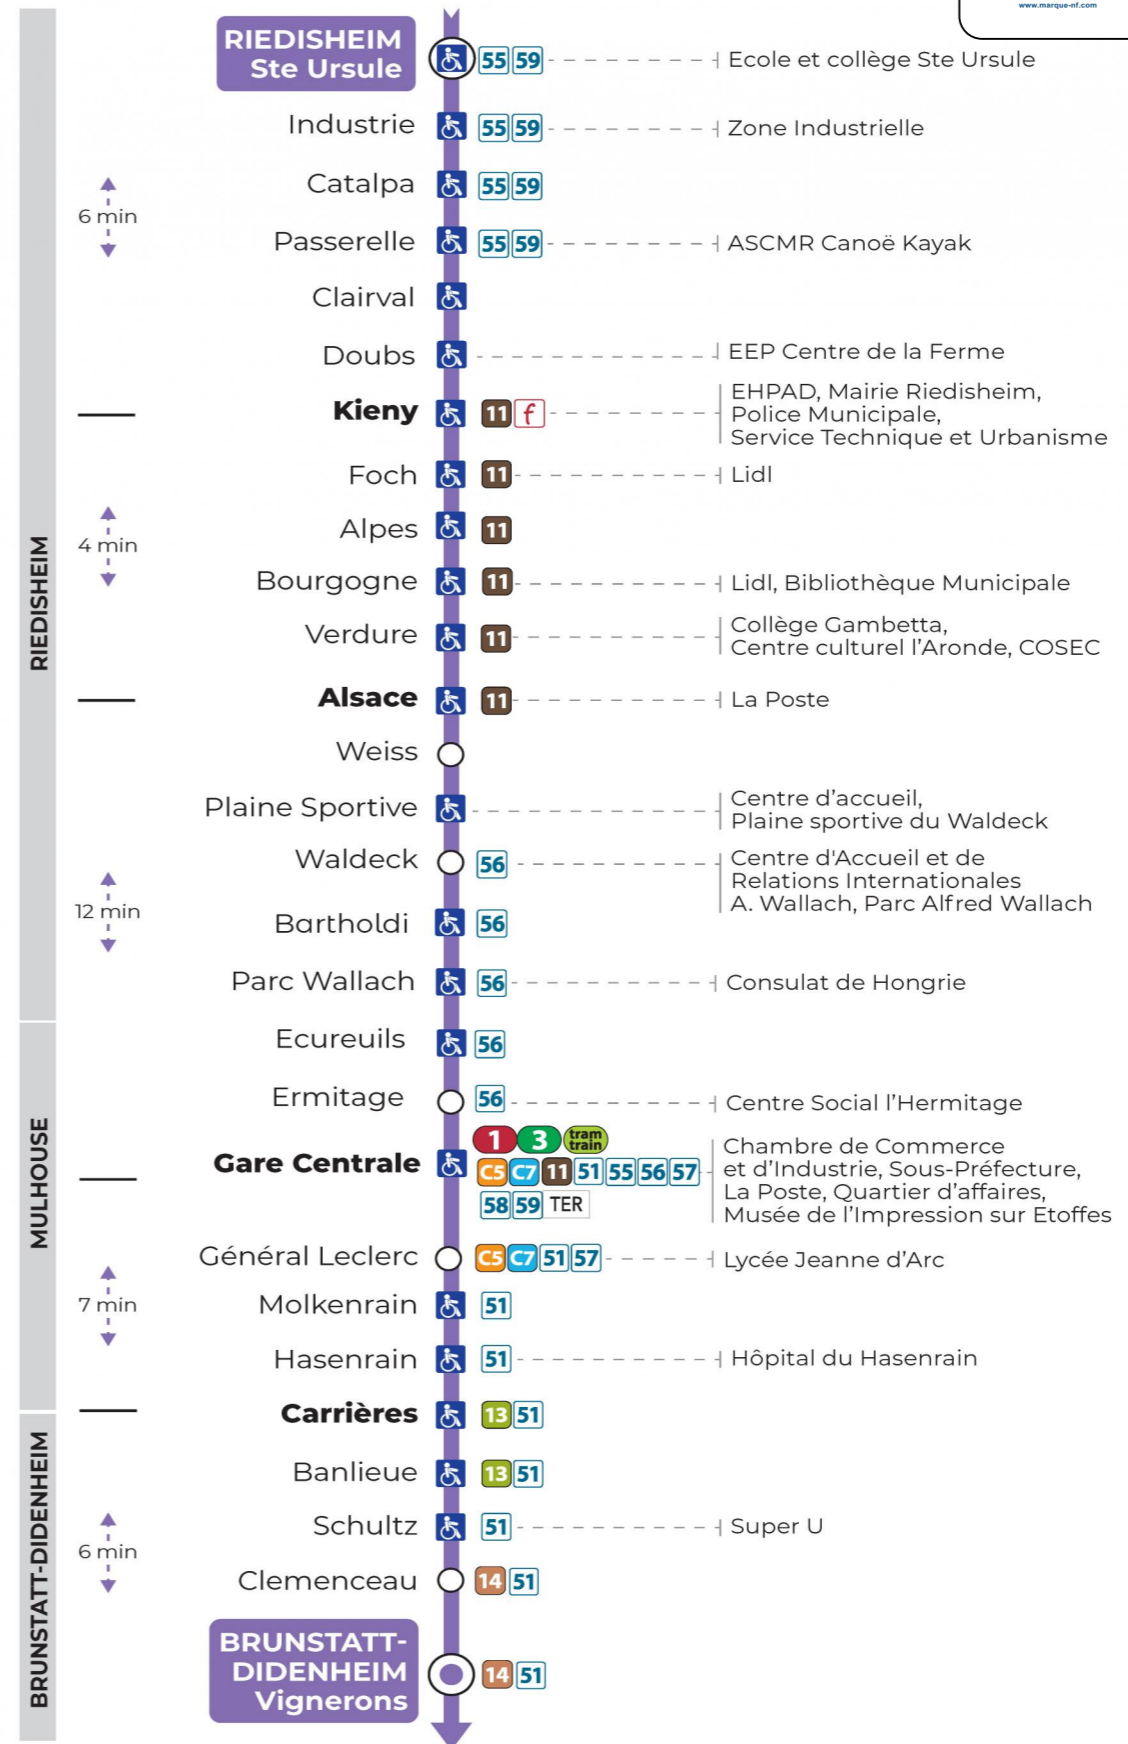 www.marque-nf.com
RIEDISHEIM
Ste Ursule
55 59
Ecole et collège Ste Ursule
Industrie
55 59
Zone Industrielle
Catalpa
55 59
6 min
Passerelle
55 59
ASCMR Canoë Kayak
Clairval
Doubs
EEP Centre de la Ferme
Kieny
11 f
EHPAD, Mairie Riedisheim,
Police Municipale,
Service Technique et Urbanisme
Foch
11
Lidl
Alpes
11
4 min
Bourgogne
11
Lidl, Bibliothèque Municipale
RIEDISHEIM
Verdure
11
Collège Gambetta,
Centre culturel l'Aronde, COSEC
Alsace
11
La Poste
Weiss
Plaine Sportive
Centre d'accueil,
Plaine sportive du Waldeck
Waldeck
56
Centre d'Accueil et de
Relations Internationales
A. Wallach, Parc Alfred Wallach
12 min
Bartholdi
56
Parc Wallach
56
Consulat de Hongrie
Ecureuils
56
Ermitage
56
Centre Social l'Hermitage
MULHOUSE
Gare Centrale
1 3 tram train
C5 C7 11 51 55 56 57
58 59 TER
Chambre de Commerce
et d'Industrie, Sous-Préfecture,
La Poste, Quartier d'affaires,
Musée de l'Impression sur Etoffes
Général Leclerc
C5 C7 51 57
Lycée Jeanne d'Arc
7 min
Molkenrain
51
Hasenrain
51
Hôpital du Hasenrain
Carrières
13 51
Banlieue
13 51
Schultz
51
Super U
6 min
Clemenceau
14 51
BRUNSTATT-DIDENHEIM
BRUNSTATT-
DIDENHEIM
Vignerons
14 51